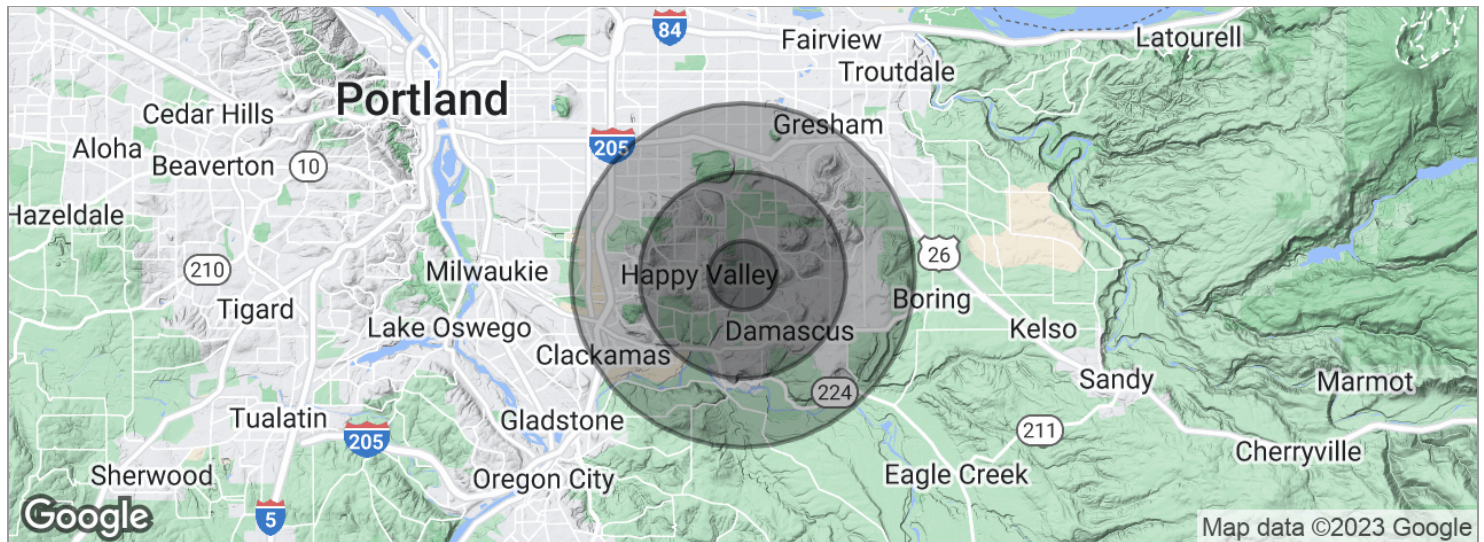 84
Fairview
Latourell
Troutdale
Portland
Cedar Hills
Gresham
205
Aloha
Beaverton
10
Hazeldale
26
210
Milwaukie
Happy Valley
Boring
Tigard
Lake Oswego
Damascus
Kelso
Clackamas
Sandy
Marmot
224
Tualatin
Gladstone
205
211
Cherryville
Sherwood
Oregon City
Eagle Creek
5
Google
Map data ©2023 Google